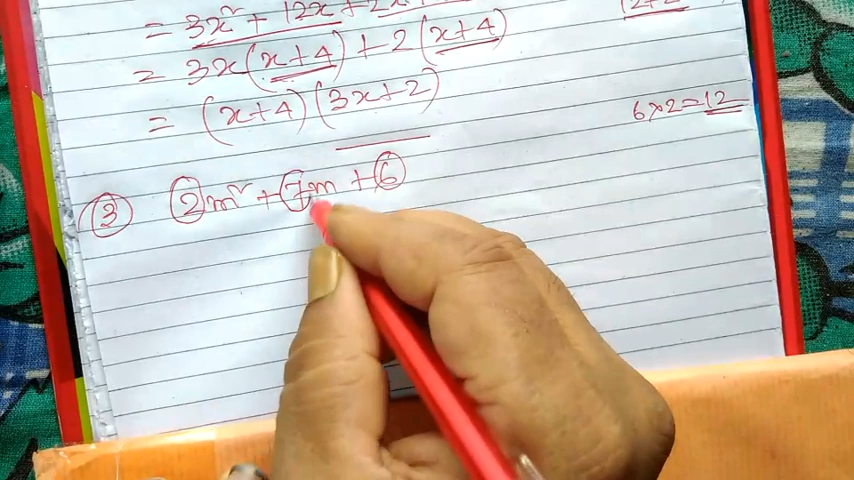 = 3x² + 12x + 2x
= 3x(x+4) + 2(x+4)
= (x+4)(3x+2)
6×2=12
③ 2m² + 7m + 6